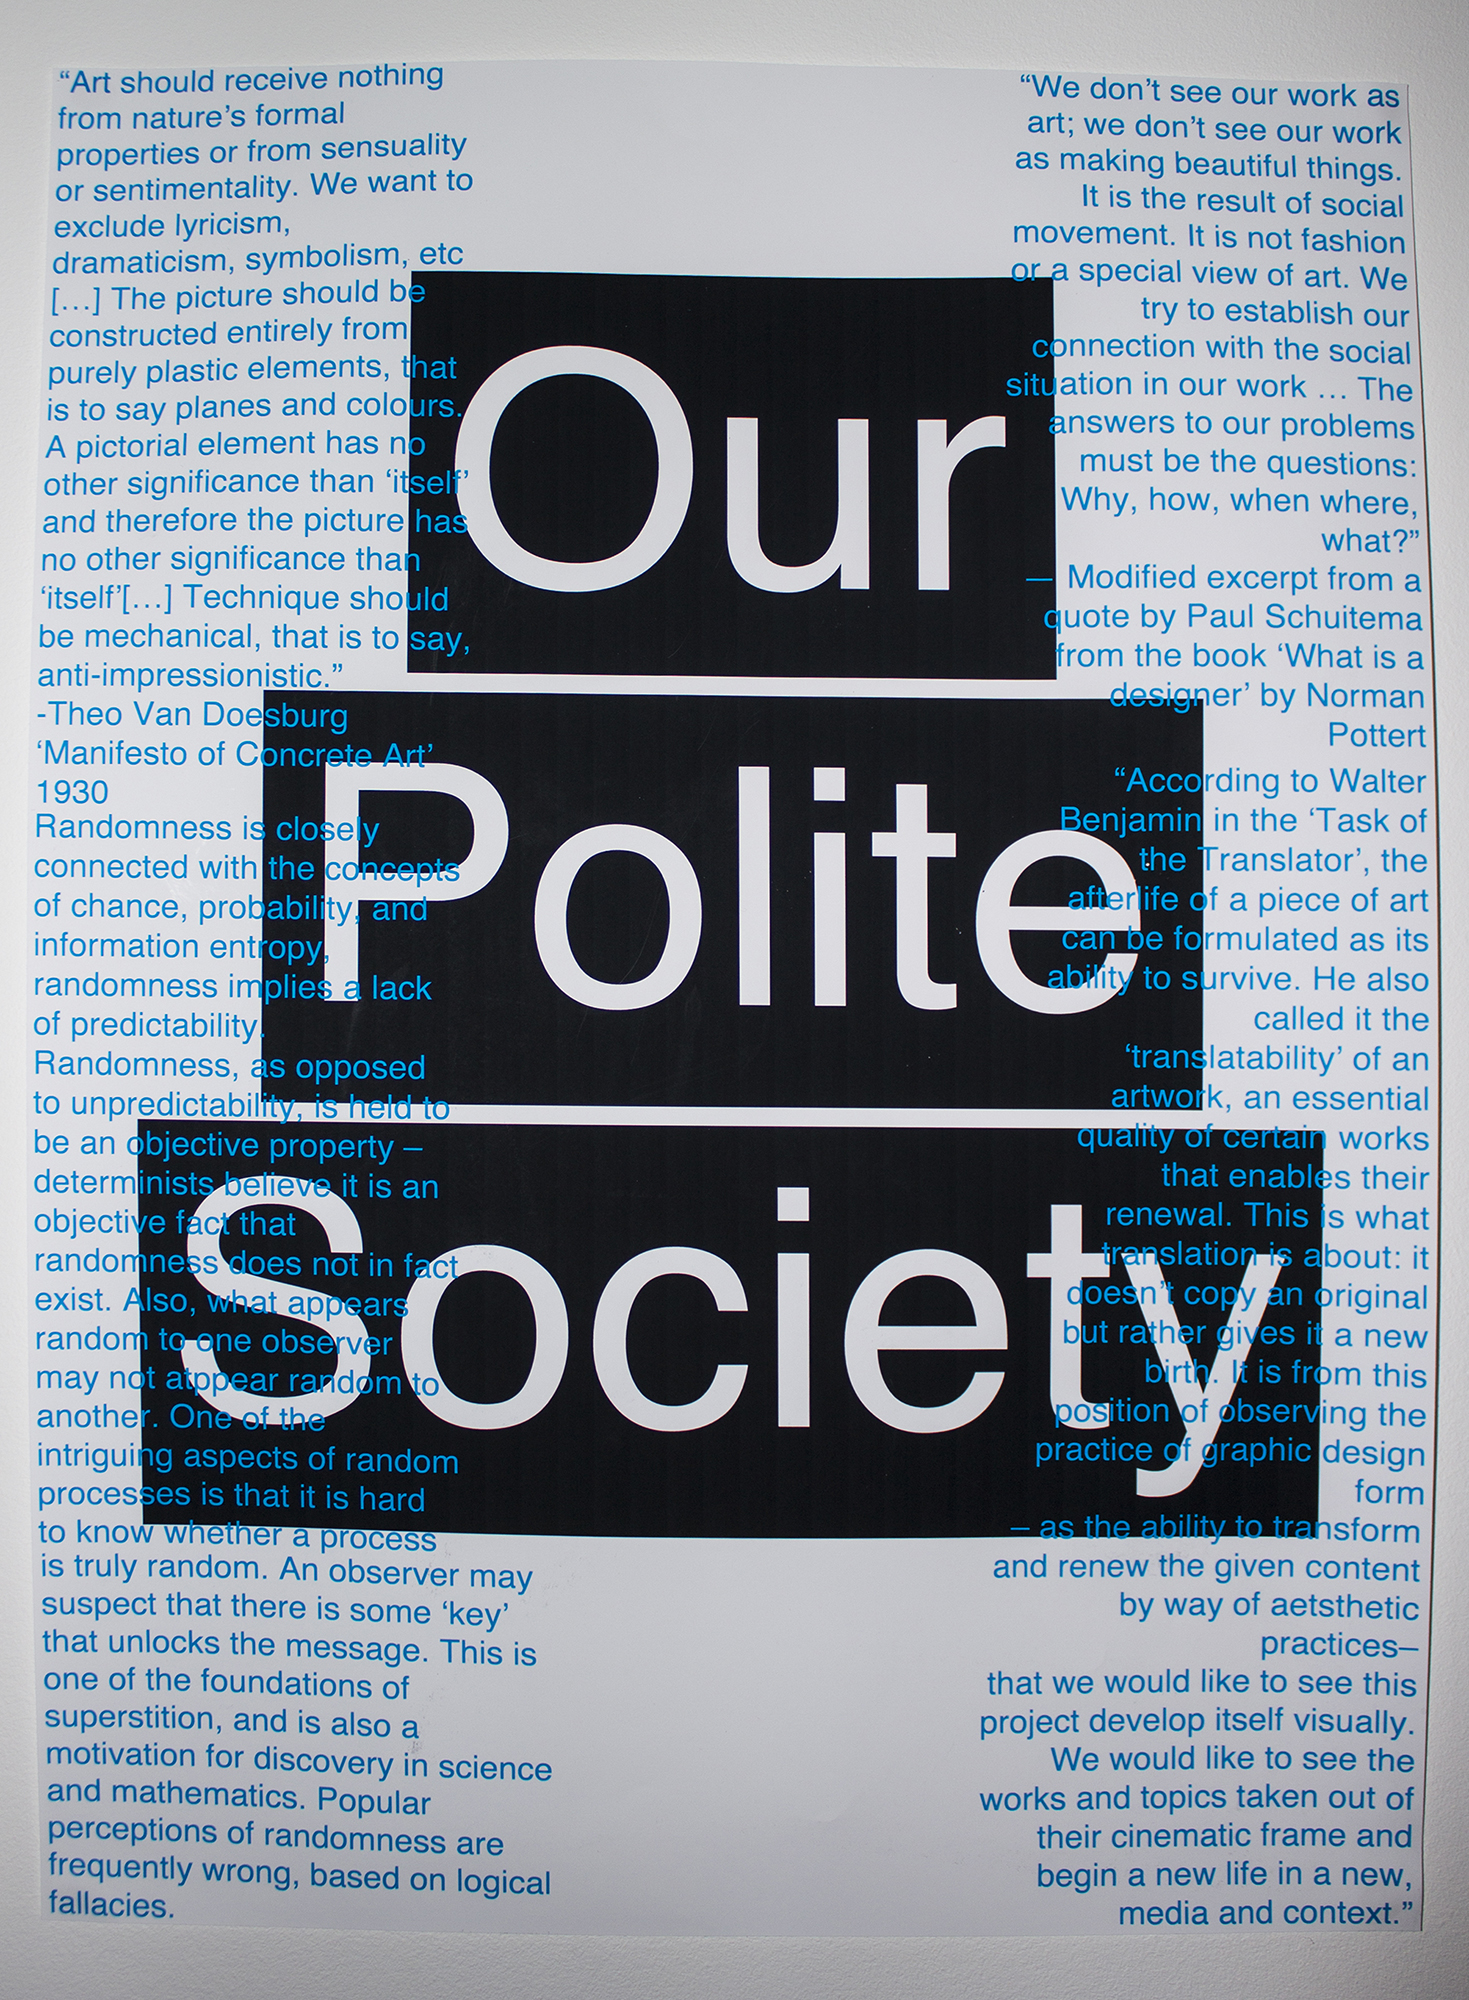 “Art should receive nothing
from nature’s formal
properties or from sensuality
or sentimentality. We want to
exclude lyricism,
dramaticism, symbolism, etc
[…] The picture should be
constructed entirely from
purely plastic elements, that
is to say planes and colours.
A pictorial element has no
other significance than ‘itself’
and therefore the picture has
no other significance than
‘itself’[…] Technique should
be mechanical, that is to say,
anti-impressionistic.”
-Theo Van Doesburg
‘Manifesto of Concrete Art’
1930
Randomness is closely
connected with the concepts
of chance, probability, and
information entropy,
randomness implies a lack
of predictability.
Randomness, as opposed
to unpredictability, is held to
be an objective property –
determinists believe it is an
objective fact that
randomness does not in fact
exist. Also, what appears
random to one observer
may not atppear random to
another. One of the
intriguing aspects of random
processes is that it is hard
to know whether a process
is truly random. An observer may
suspect that there is some ‘key’
that unlocks the message. This is
one of the foundations of
superstition, and is also a
motivation for discovery in science
and mathematics. Popular
perceptions of randomness are
frequently wrong, based on logical
fallacies.
Our
Polite
Society
“We don’t see our work as
art; we don’t see our work
as making beautiful things.
It is the result of social
movement. It is not fashion
or a special view of art. We
try to establish our
connection with the social
situation in our work … The
answers to our problems
must be the questions:
Why, how, when where,
what?”
– Modified excerpt from a
quote by Paul Schuitema
from the book ‘What is a
designer’ by Norman
Pottert
“According to Walter
Benjamin in the ‘Task of
the Translator’, the
afterlife of a piece of art
can be formulated as its
ability to survive. He also
called it the
‘translatability’ of an
artwork, an essential
quality of certain works
that enables their
renewal. This is what
translation is about: it
doesn’t copy an original
but rather gives it a new
birth. It is from this
position of observing the
practice of graphic design
form
– as the ability to transform
and renew the given content
by way of aetsthetic
practices–
that we would like to see this
project develop itself visually.
We would like to see the
works and topics taken out of
their cinematic frame and
begin a new life in a new,
media and context.”